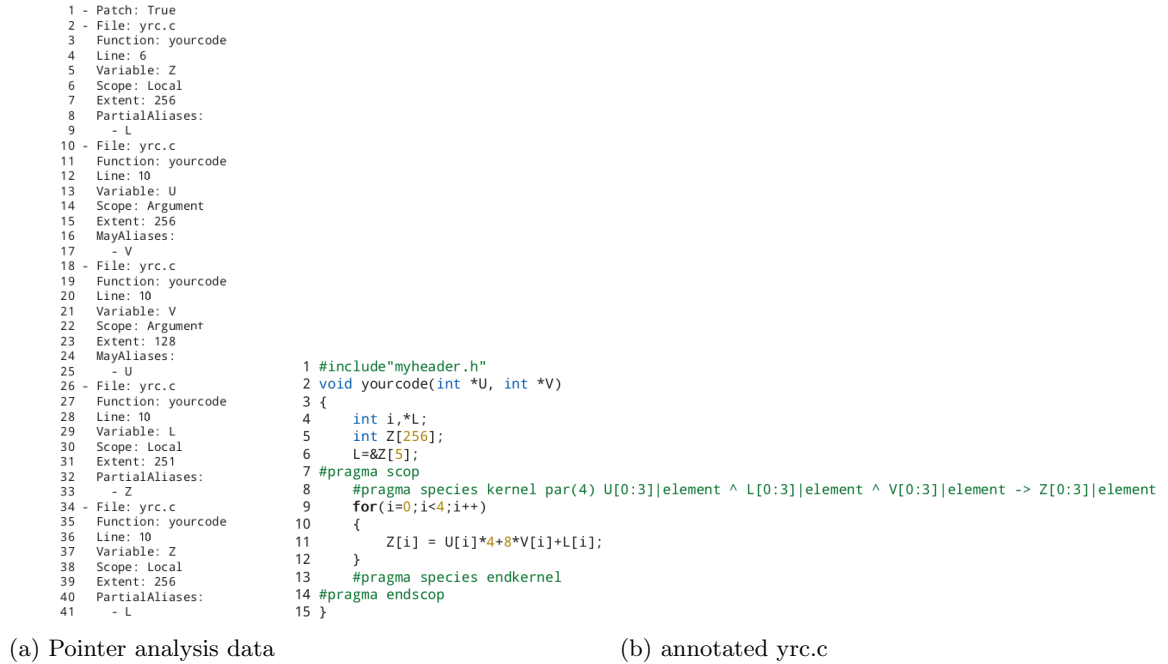 1 - Patch: True
2 - File: yrc.c
3   Function: yourcode
4   Line: 6
5   Variable: Z
6   Scope: Local
7   Extent: 256
8   PartialAliases:
9     - L
10 - File: yrc.c
11   Function: yourcode
12   Line: 10
13   Variable: U
14   Scope: Argument
15   Extent: 256
16   MayAliases:
17     - V
18 - File: yrc.c
19   Function: yourcode
20   Line: 10
21   Variable: V
22   Scope: Argument
23   Extent: 128
24   MayAliases:
25     - U
26 - File: yrc.c
27   Function: yourcode
28   Line: 10
29   Variable: L
30   Scope: Local
31   Extent: 251
32   PartialAliases:
33     - Z
34 - File: yrc.c
35   Function: yourcode
36   Line: 10
37   Variable: Z
38   Scope: Local
39   Extent: 256
40   PartialAliases:
41     - L
(a) Pointer analysis data
1 #include"myheader.h"
2 void yourcode(int *U, int *V)
3 {
4     int i,*L;
5     int Z[256];
6     L=&Z[5];
7 #pragma scop
8     #pragma species kernel par(4) U[0:3]|element ^ L[0:3]|element ^ V[0:3]|element -> Z[0:3]|element
9     for(i=0;i<4;i++)
10     {
11         Z[i] = U[i]*4+8*V[i]+L[i];
12     }
13     #pragma species endkernel
14 #pragma endscop
15 }
(b) annotated yrc.c